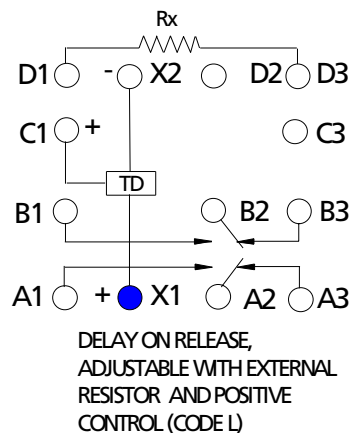 Rx
D1 - X2 D2 D3
C1 + C3
TD
B1 B2 B3
A1 + X1 A2 A3
DELAY ON RELEASE,
ADJUSTABLE WITH EXTERNAL
RESISTOR AND POSITIVE
CONTROL (CODE L)